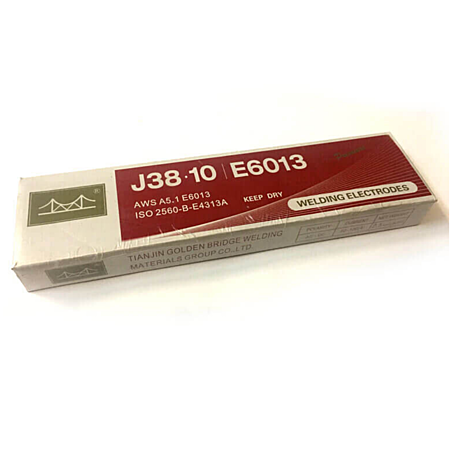 J38·10 | E6013
AWS A5.1 E6013
ISO 2560-B-E4313A
KEEP DRY
WELDING ELECTRODES
®
TIANJIN GOLDEN BRIDGE WELDING
MATERIALS GROUP CO.,LTD